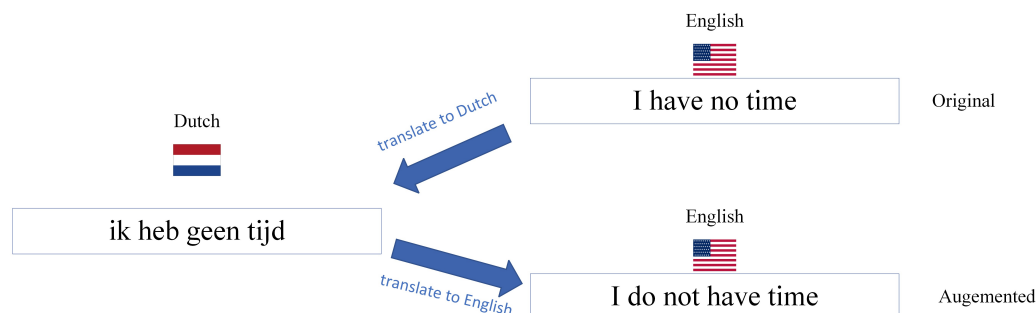 English
I have no time
Original
translate to Dutch
Dutch
ik heb geen tijd
translate to English
English
I do not have time
Augemented